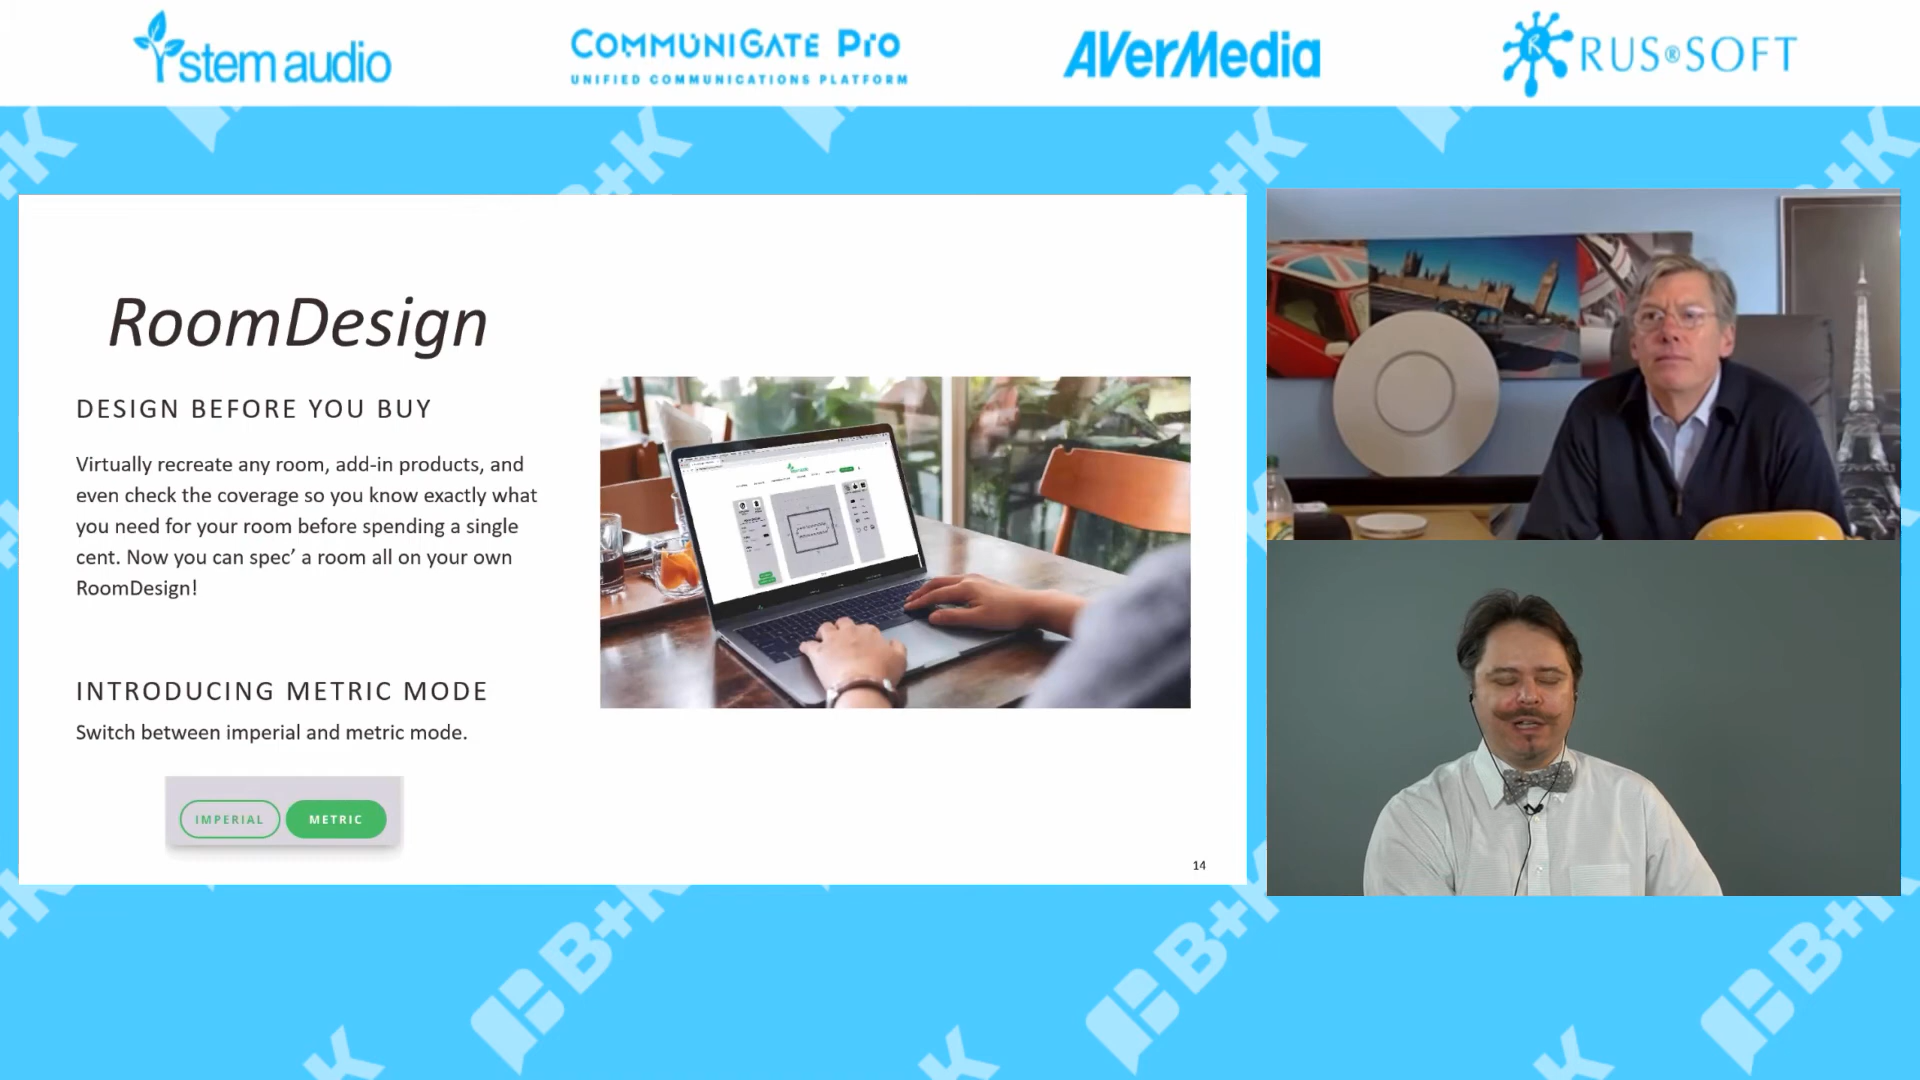 stem audio
COMMUNIGATE PRO
UNIFIED COMMUNICATIONS PLATFORM
AVerMedia
RUS®SOFT
RoomDesign
DESIGN BEFORE YOU BUY
Virtually recreate any room, add-in products, and
even check the coverage so you know exactly what
you need for your room before spending a single
cent. Now you can spec’ a room all on your own
RoomDesign!
INTRODUCING METRIC MODE
Switch between imperial and metric mode.
IMPERIAL
METRIC
14
B+K
B+K
B+K
B+K
B+K
B+K